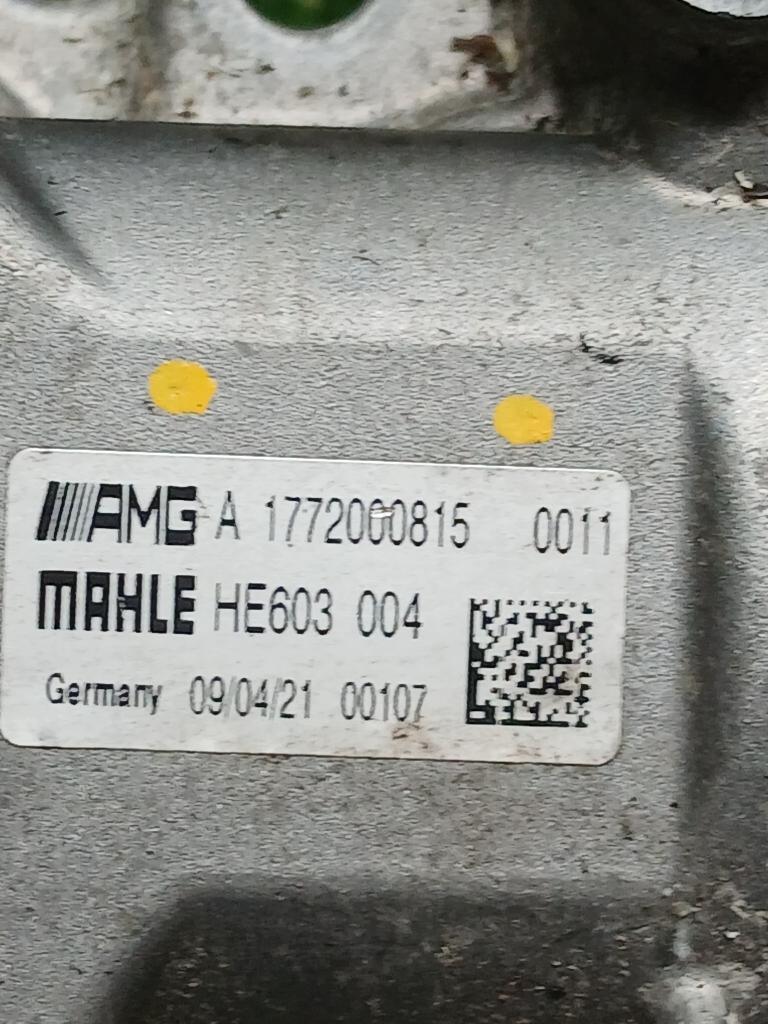 AMG A 1772000815 0011
MAHLE HE603 004
Germany 09/04/21 00107